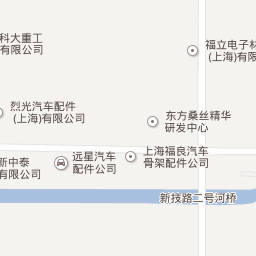 科大重工
有限公司
福立电子材
(上海)有限公
烈光汽车配件
(上海)有限公司
东方桑丝精华
研发中心
远星汽车
配件公司
上海福良汽车
骨架配件公司
新中泰
有限公司
新技路二号河桥